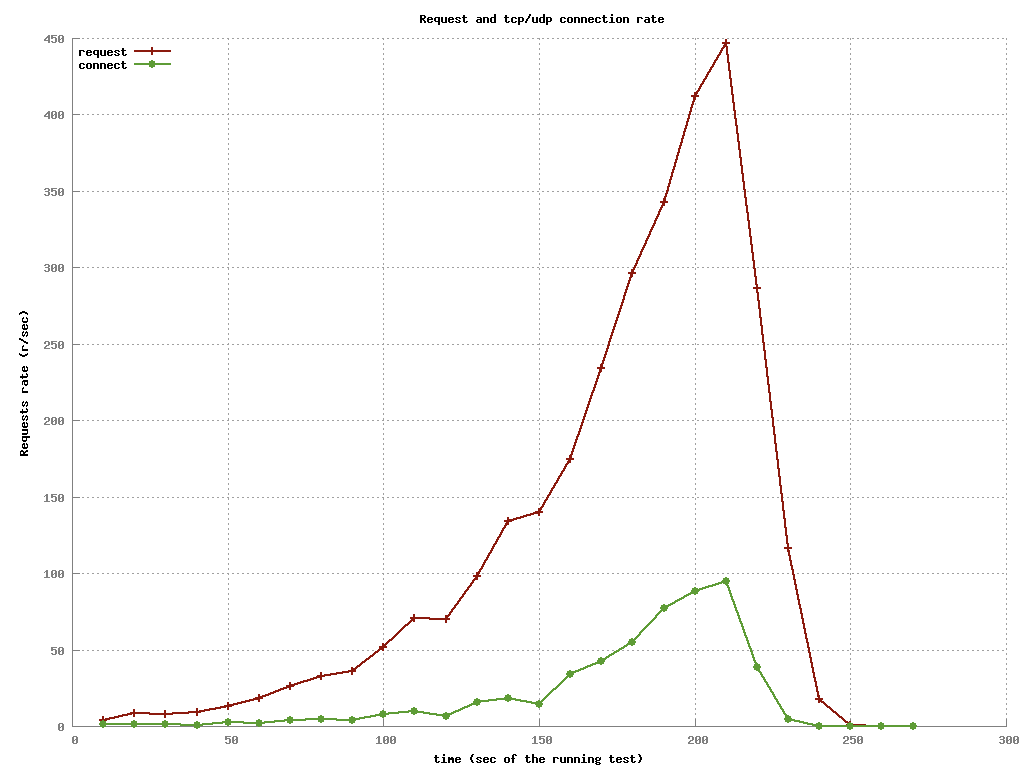 Request and tcp/udp connection rate
request
connect
450
400
350
300
250
200
150
100
50
0
Requests rate (r/sec)
0 50 100 150 200 250 300
time (sec of the running test)